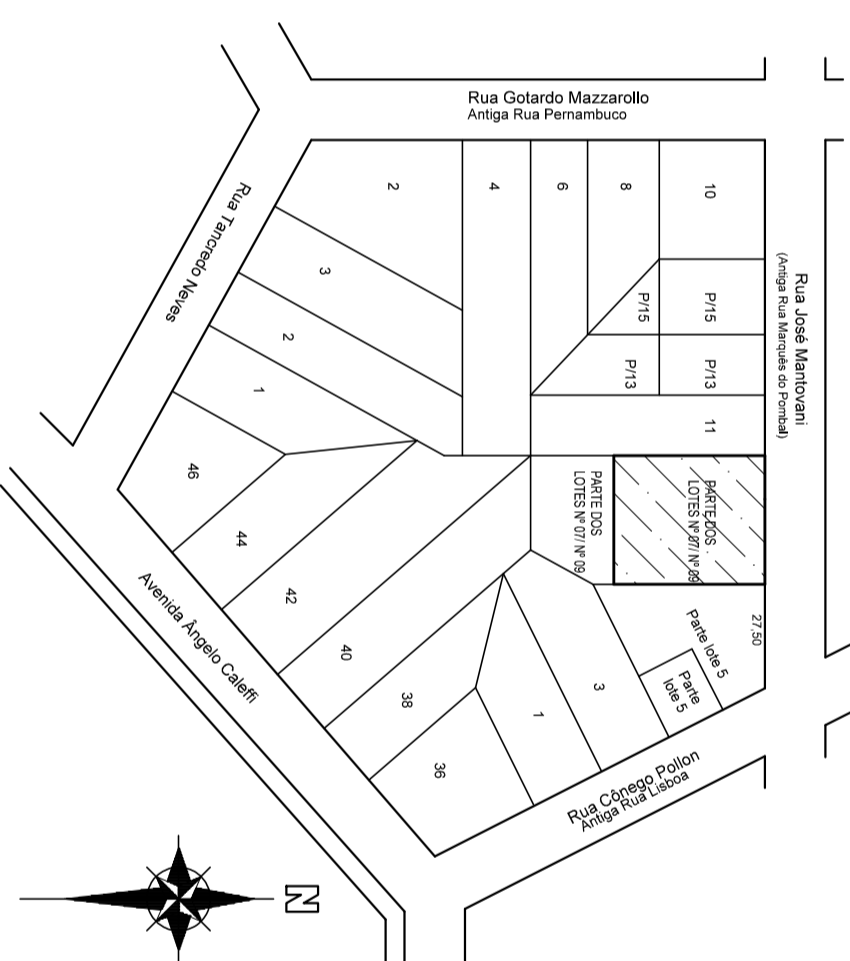 Rua Gotardo Mazzarollo
Antiga Rua Pernambuco
Rua José Mantovani
(Antiga Rua Marquês do Pombal)
Rua Tancredo Neves
2
4
6
8
10
3
P/15
P/15
2
P/13
P/13
1
11
46
PARTE DOS
LOTES Nº 07/ Nº 09
PARTE DOS
LOTES Nº 07/ Nº 09
44
42
27,50
Parte lote 5
Avenida Ângelo Caleffi
40
38
1
3
Parte
lote 5
36
Rua Cônego Pollon
Antiga Rua Lisboa
N